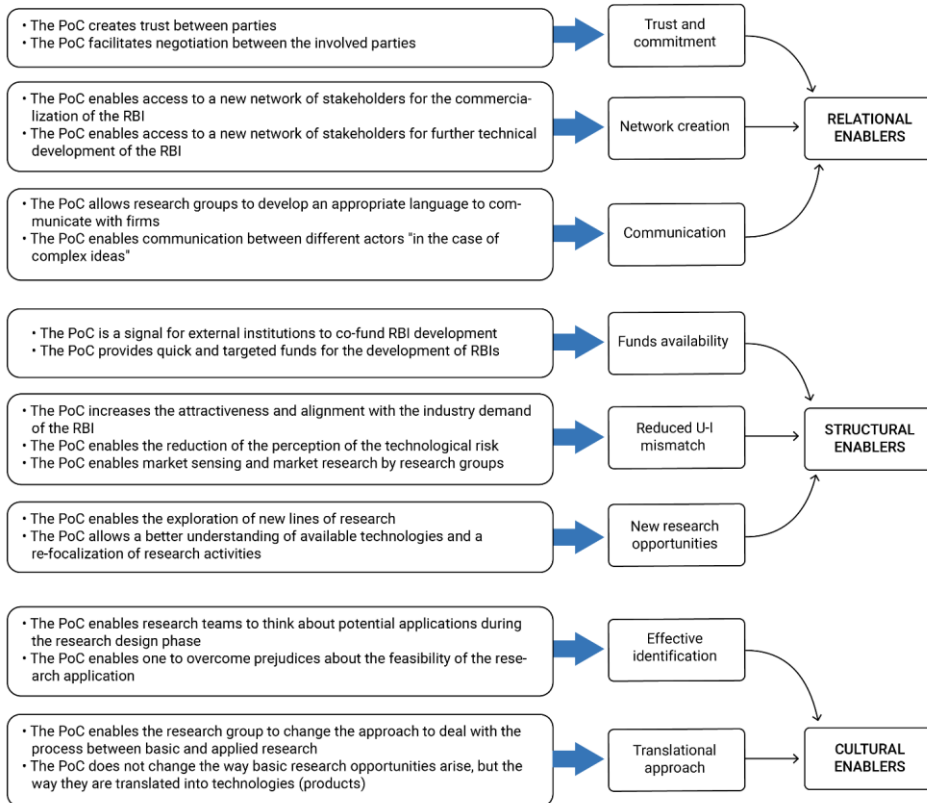 • The PoC creates trust between parties
• The PoC facilitates negotiation between the involved parties
Trust and
commitment
• The PoC enables access to a new network of stakeholders for the commercia-
lization of the RBI
• The PoC enables access to a new network of stakeholders for further technical
development of the RBI
Network creation
RELATIONAL
ENABLERS
• The PoC allows research groups to develop an appropriate language to com-
municate with firms
• The PoC enables communication between different actors "in the case of
complex ideas"
Communication
• The PoC is a signal for external institutions to co-fund RBI development
• The PoC provides quick and targeted funds for the development of RBIs
Funds availability
• The PoC increases the attractiveness and alignment with the industry demand
of the RBI
• The PoC enables the reduction of the perception of the technological risk
• The PoC enables market sensing and market research by research groups
Reduced U-I
mismatch
STRUCTURAL
ENABLERS
• The PoC enables the exploration of new lines of research
• The PoC allows a better understanding of available technologies and a
re-focalization of research activities
New research
opportunities
• The PoC enables research teams to think about potential applications during
the research design phase
• The PoC enables one to overcome prejudices about the feasibility of the rese-
arch application
Effective
identification
• The PoC enables the research group to change the approach to deal with the
process between basic and applied research
• The PoC does not change the way basic research opportunities arise, but the
way they are translated into technologies (products)
Translational
approach
CULTURAL
ENABLERS